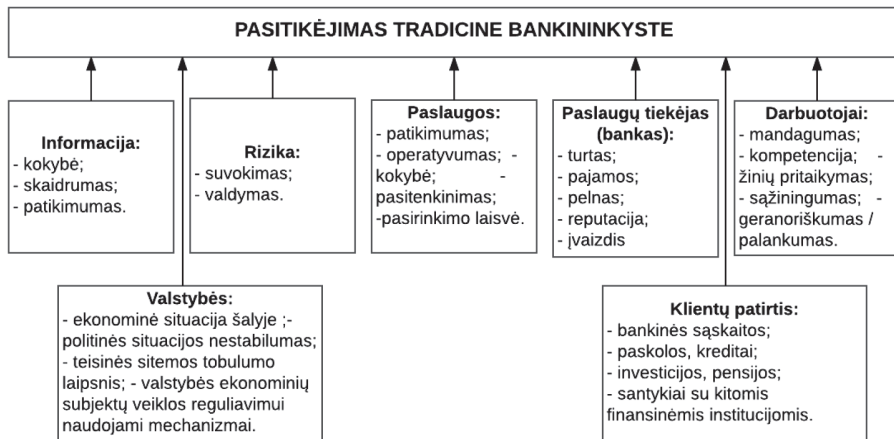 PASITIKĖJIMAS TRADICINE BANKININKYSTE
Informacija:
- kokybė;
- skaidrumas;
- patikimumas.
Rizika:
- suvokimas;
- valdymas.
Paslaugos:
- patikimumas;
- operatyvumas; -
kokybė; -
pasitenkinimas;
-pasirinkimo laisvė.
Paslaugų tiekėjas
(bankas):
- turtas;
- pajamos;
- pelnas;
- reputacija;
- įvaizdis
Darbuotojai:
- mandagumas;
- kompetencija; -
žinių pritaikymas;
- sąžiningumas; -
geranoriškumas /
palankumas.
Valstybės:
- ekonominė situacija šalyje ;-
politinės situacijos nestabilumas;
- teisinės sitemos tobulumo
laipsnis; - valstybės ekonominių
subjektų veiklos reguliavimui
naudojami mechanizmai.
Klientų patirtis:
- bankinės sąskaitos;
- paskolos, kreditai;
- investicijos, pensijos;
- santykiai su kitomis
finansinėmis institucijomis.